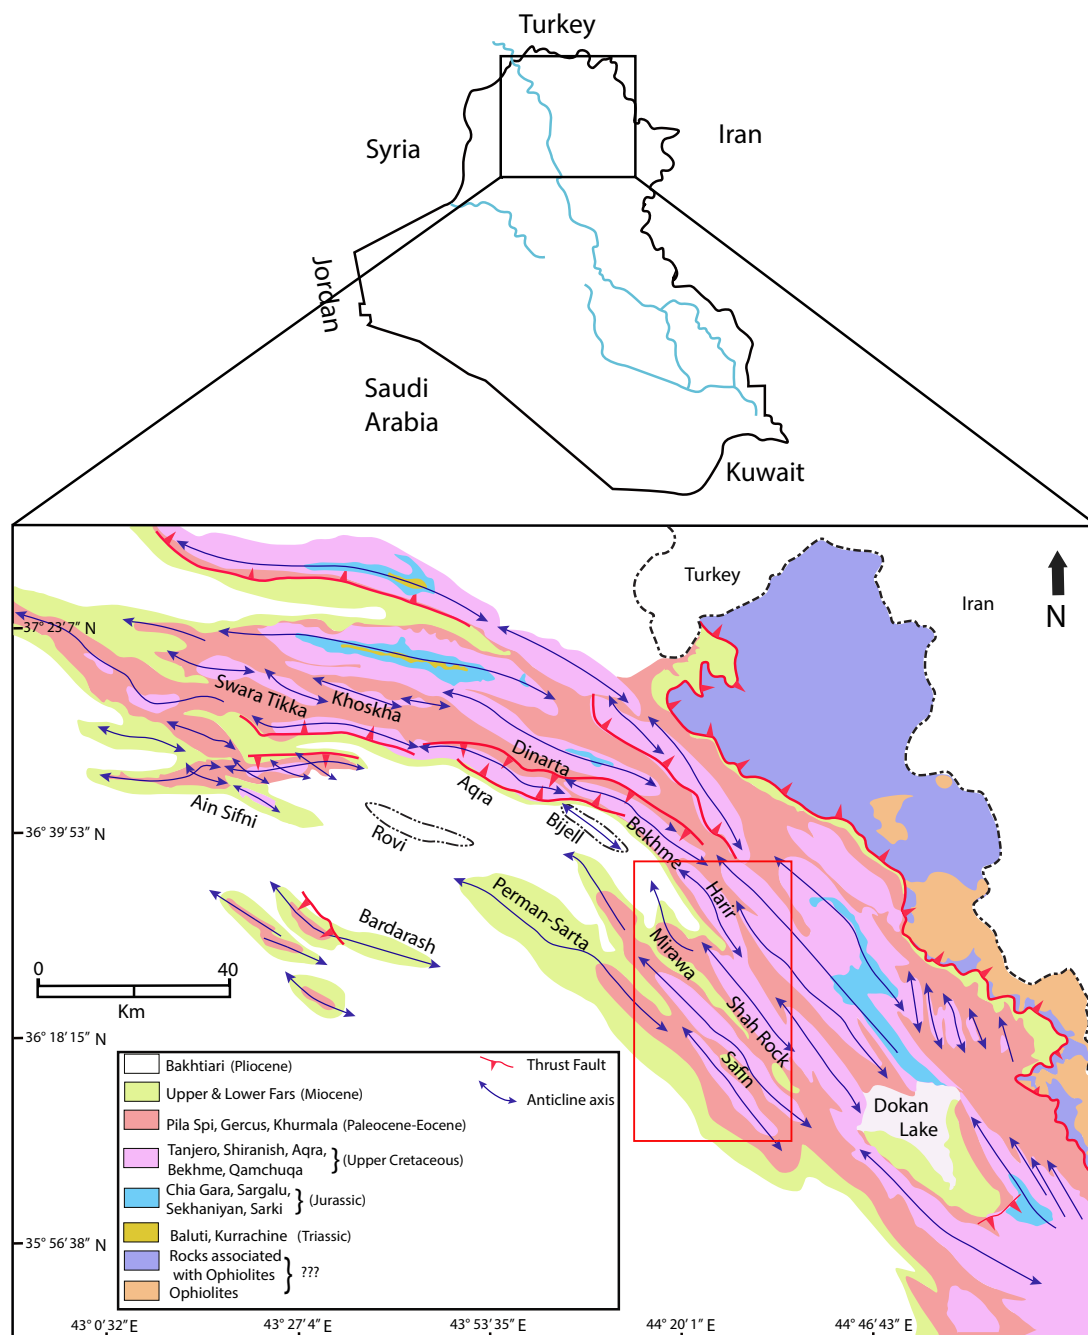 Turkey
Syria
Iran
Jordan
Saudi
Arabia
Kuwait
Turkey
Iran
N
37° 23' 7" N
Swara Tikka
Khoskha
Dinarta
Aqra
Ain Sifni
Rovi
Bijell
Bekhme
36° 39' 53" N
Harir
Perman-Sarta
Bardarash
Mirawa
0 40
Km
Shah Rock
36° 18' 15" N
Safin
Dokan
Lake
Bakhtiari (Pliocene)
Upper & Lower Fars (Miocene)
Pila Spi, Gercus, Khurmala (Paleocene-Eocene)
Tanjero, Shiranish, Aqra,
Bekhme, Qamchuqa } (Upper Cretaceous)
Chia Gara, Sargalu,
Sekhaniyan, Sarki } (Jurassic)
Baluti, Kurrachine (Triassic)
Rocks associated
with Ophiolites } ???
Ophiolites
Thrust Fault
Anticline axis
35° 56' 38" N
43° 0' 32" E 43° 27' 4" E 43° 53' 35" E 44° 20' 1" E 44° 46' 43" E